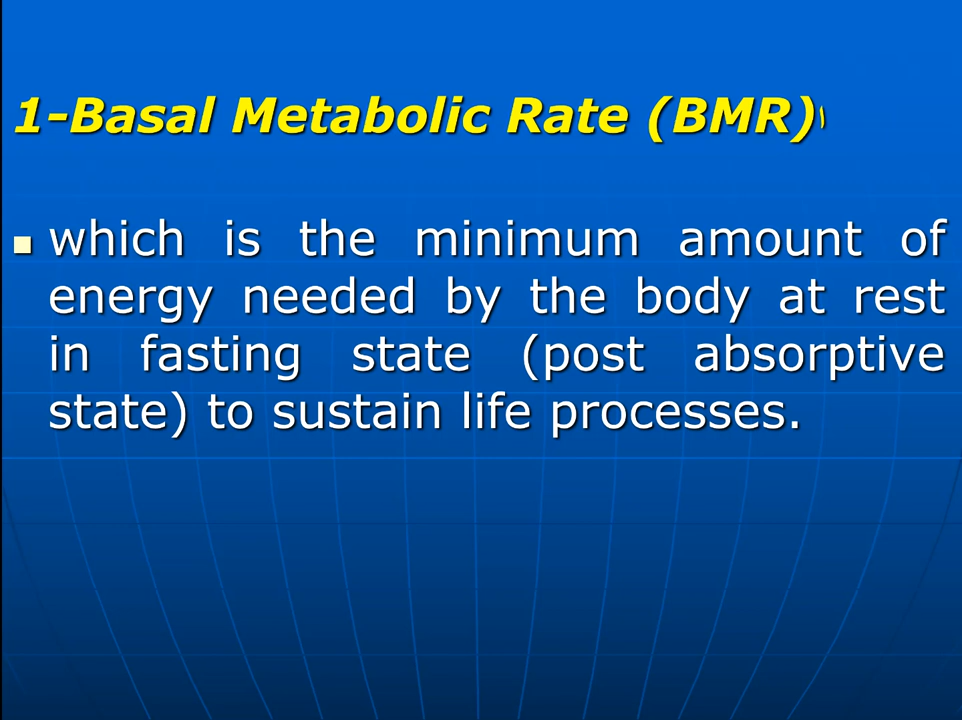 1-Basal Metabolic Rate (BMR)١
which is the minimum amount of
energy needed by the body at rest
in fasting state (post absorptive
state) to sustain life processes.